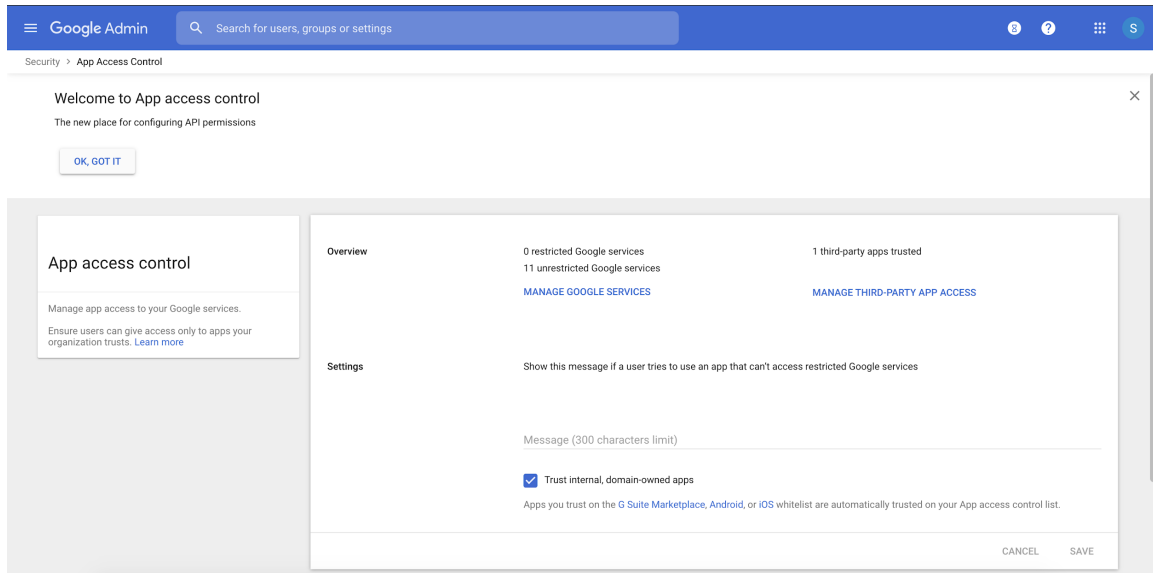 Google Admin
Search for users, groups or settings
8
?
S
Security > App Access Control
Welcome to App access control
The new place for configuring API permissions
OK, GOT IT
App access control
Manage app access to your Google services.
Ensure users can give access only to apps your
organization trusts. Learn more
Overview
0 restricted Google services
11 unrestricted Google services
MANAGE GOOGLE SERVICES
1 third-party apps trusted
MANAGE THIRD-PARTY APP ACCESS
Settings
Show this message if a user tries to use an app that can't access restricted Google services
Message (300 characters limit)
Trust internal, domain-owned apps
Apps you trust on the G Suite Marketplace, Android, or iOS whitelist are automatically trusted on your App access control list.
CANCEL
SAVE